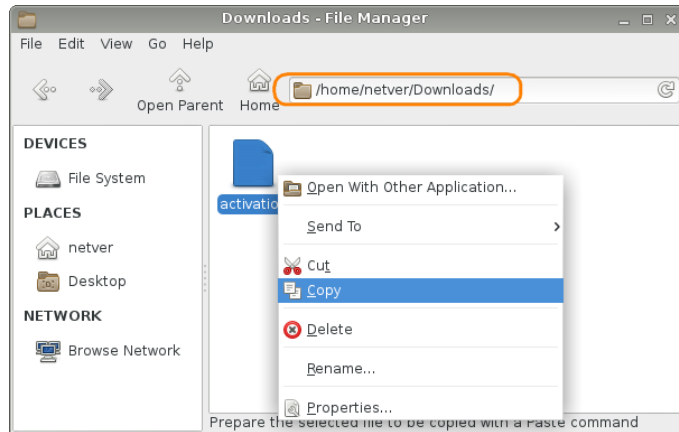 Downloads - File Manager
File Edit View Go Help
Open Parent Home /home/netver/Downloads/
DEVICES
File System
PLACES
netver
Desktop
NETWORK
Browse Network
activatio
Open With Other Application...
Send To
Cut
Copy
Delete
Rename...
Properties...
Prepare the selected file to be copied with a Paste command